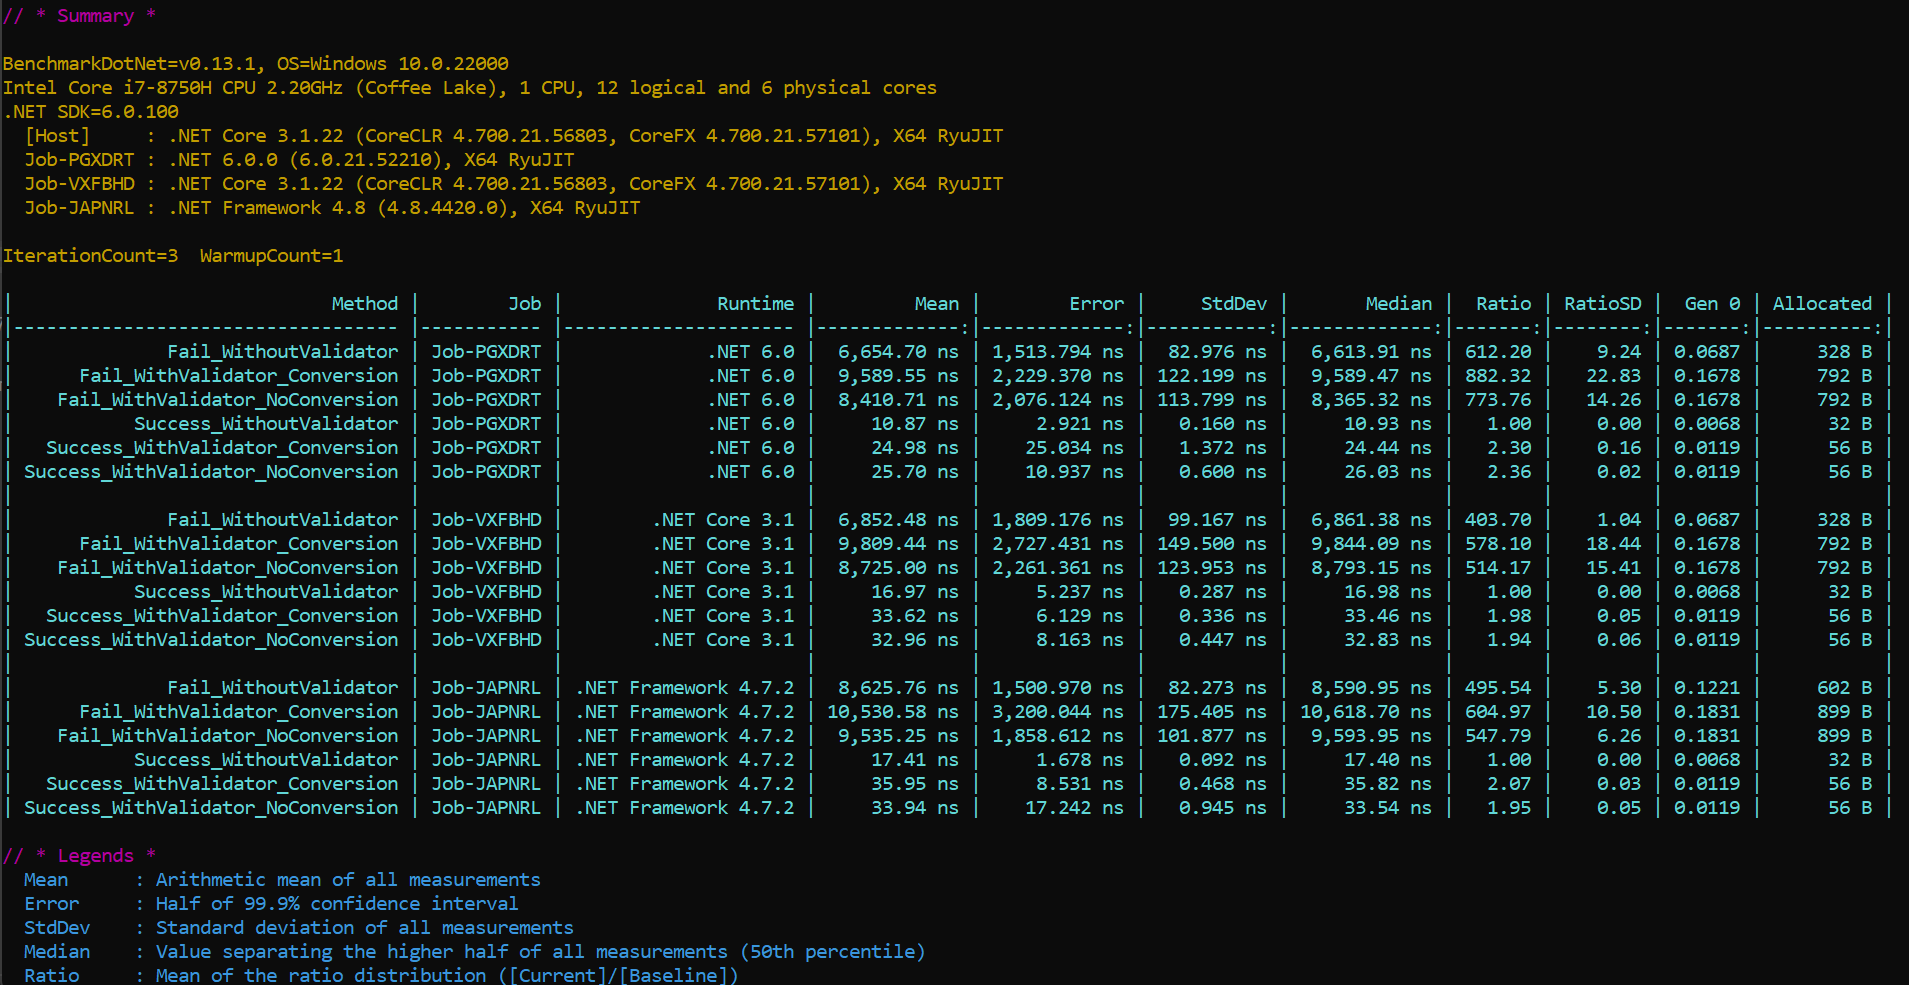 // * Summary *
BenchmarkDotNet=v0.13.1, OS=Windows 10.0.22000
Intel Core i7-8750H CPU 2.20GHz (Coffee Lake), 1 CPU, 12 logical and 6 physical cores
.NET SDK=6.0.100
  [Host]     : .NET Core 3.1.22 (CoreCLR 4.700.21.56803, CoreFX 4.700.21.57101), X64 RyuJIT
  Job-PGXDRT : .NET 6.0.0 (6.0.21.52210), X64 RyuJIT
  Job-VXFBHD : .NET Core 3.1.22 (CoreCLR 4.700.21.56803, CoreFX 4.700.21.57101), X64 RyuJIT
  Job-JAPNRL : .NET Framework 4.8 (4.8.4420.0), X64 RyuJIT
IterationCount=3  WarmupCount=1
| Method | Job | Runtime | Mean | Error | StdDev | Median | Ratio | RatioSD | Gen 0 | Allocated |
|----------------------------------- |----------- |--------------------- |-------------:|-------------:|-----------:|-------------:|-------:|--------:|-------:|----------:|
| Fail_WithoutValidator | Job-PGXDRT | .NET 6.0 | 6,654.70 ns | 1,513.794 ns | 82.976 ns | 6,613.91 ns | 612.20 | 9.24 | 0.0687 | 328 B |
| Fail_WithValidator_Conversion | Job-PGXDRT | .NET 6.0 | 9,589.55 ns | 2,229.370 ns | 122.199 ns | 9,589.47 ns | 882.32 | 22.83 | 0.1678 | 792 B |
| Fail_WithValidator_NoConversion | Job-PGXDRT | .NET 6.0 | 8,410.71 ns | 2,076.124 ns | 113.799 ns | 8,365.32 ns | 773.76 | 14.26 | 0.1678 | 792 B |
| Success_WithoutValidator | Job-PGXDRT | .NET 6.0 | 10.87 ns | 2.921 ns | 0.160 ns | 10.93 ns | 1.00 | 0.00 | 0.0068 | 32 B |
| Success_WithValidator_Conversion | Job-PGXDRT | .NET 6.0 | 24.98 ns | 25.034 ns | 1.372 ns | 24.44 ns | 2.30 | 0.16 | 0.0119 | 56 B |
| Success_WithValidator_NoConversion | Job-PGXDRT | .NET 6.0 | 25.70 ns | 10.937 ns | 0.600 ns | 26.03 ns | 2.36 | 0.02 | 0.0119 | 56 B |
| | | | | | | | | | | |
| Fail_WithoutValidator | Job-VXFBHD | .NET Core 3.1 | 6,852.48 ns | 1,809.176 ns | 99.167 ns | 6,861.38 ns | 403.70 | 1.04 | 0.0687 | 328 B |
| Fail_WithValidator_Conversion | Job-VXFBHD | .NET Core 3.1 | 9,809.44 ns | 2,727.431 ns | 149.500 ns | 9,844.09 ns | 578.10 | 18.44 | 0.1678 | 792 B |
| Fail_WithValidator_NoConversion | Job-VXFBHD | .NET Core 3.1 | 8,725.00 ns | 2,261.361 ns | 123.953 ns | 8,793.15 ns | 514.17 | 15.41 | 0.1678 | 792 B |
| Success_WithoutValidator | Job-VXFBHD | .NET Core 3.1 | 16.97 ns | 5.237 ns | 0.287 ns | 16.98 ns | 1.00 | 0.00 | 0.0068 | 32 B |
| Success_WithValidator_Conversion | Job-VXFBHD | .NET Core 3.1 | 33.62 ns | 6.129 ns | 0.336 ns | 33.46 ns | 1.98 | 0.05 | 0.0119 | 56 B |
| Success_WithValidator_NoConversion | Job-VXFBHD | .NET Core 3.1 | 32.96 ns | 8.163 ns | 0.447 ns | 32.83 ns | 1.94 | 0.06 | 0.0119 | 56 B |
| | | | | | | | | | | |
| Fail_WithoutValidator | Job-JAPNRL | .NET Framework 4.7.2 | 8,625.76 ns | 1,500.970 ns | 82.273 ns | 8,590.95 ns | 495.54 | 5.30 | 0.1221 | 602 B |
| Fail_WithValidator_Conversion | Job-JAPNRL | .NET Framework 4.7.2 | 10,530.58 ns | 3,200.044 ns | 175.405 ns | 10,618.70 ns | 604.97 | 10.50 | 0.1831 | 899 B |
| Fail_WithValidator_NoConversion | Job-JAPNRL | .NET Framework 4.7.2 | 9,535.25 ns | 1,858.612 ns | 101.877 ns | 9,593.95 ns | 547.79 | 6.26 | 0.1831 | 899 B |
| Success_WithoutValidator | Job-JAPNRL | .NET Framework 4.7.2 | 17.41 ns | 1.678 ns | 0.092 ns | 17.40 ns | 1.00 | 0.00 | 0.0068 | 32 B |
| Success_WithValidator_Conversion | Job-JAPNRL | .NET Framework 4.7.2 | 35.95 ns | 8.531 ns | 0.468 ns | 35.82 ns | 2.07 | 0.03 | 0.0119 | 56 B |
| Success_WithValidator_NoConversion | Job-JAPNRL | .NET Framework 4.7.2 | 33.94 ns | 17.242 ns | 0.945 ns | 33.54 ns | 1.95 | 0.05 | 0.0119 | 56 B |
// * Legends *
  Mean      : Arithmetic mean of all measurements
  Error     : Half of 99.9% confidence interval
  StdDev    : Standard deviation of all measurements
  Median    : Value separating the higher half of all measurements (50th percentile)
  Ratio     : Mean of the ratio distribution ([Current]/[Baseline])